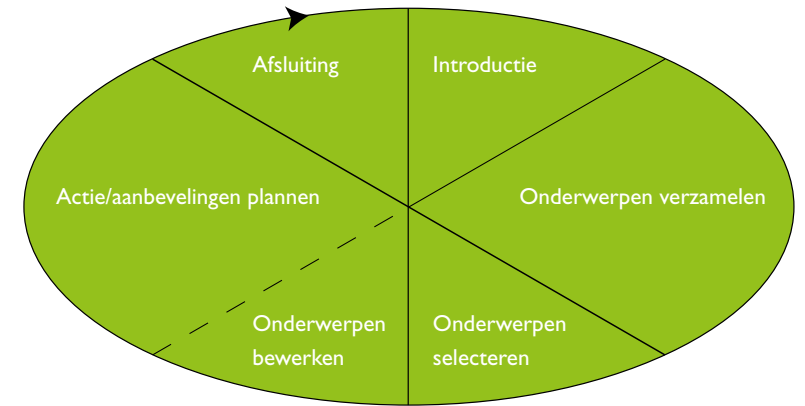 Afsluiting
Introductie
Actie/aanbevelingen plannen
Onderwerpen verzamelen
Onderwerpen
bewerken
Onderwerpen
selecteren